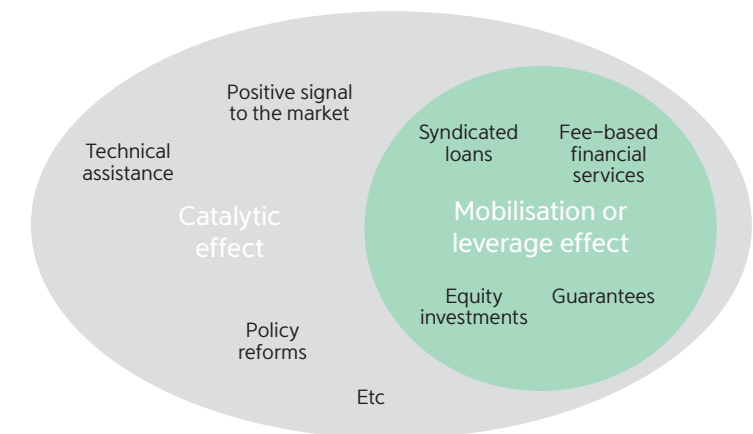 Positive signal
to the market
Technical
assistance
Catalytic
effect
Policy
reforms
Etc
Syndicated
loans
Fee-based
financial
services
Mobilisation or
leverage effect
Equity
investments
Guarantees